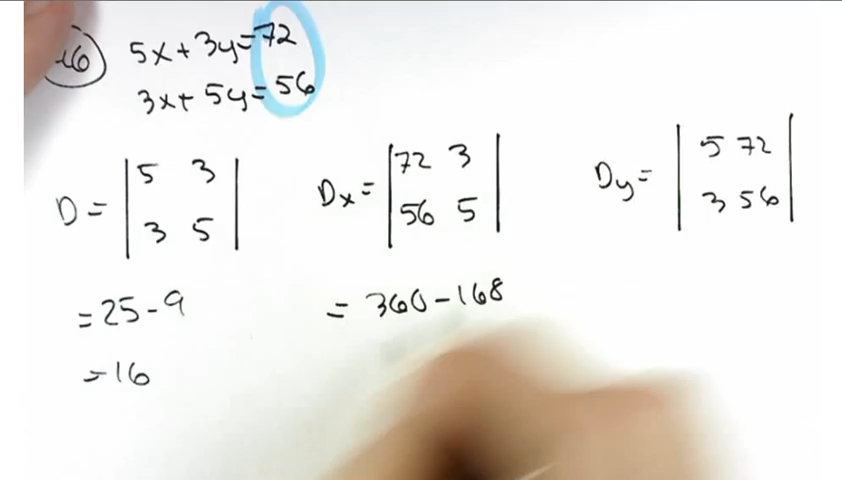 16 5x+3y=72
3x+5y=56
D = | 5 3 | Dx = | 72 3 | Dy = | 5 72 |
| 3 5 | | 56 5 | | 3 56 |
=25-9 = 360-168
=16